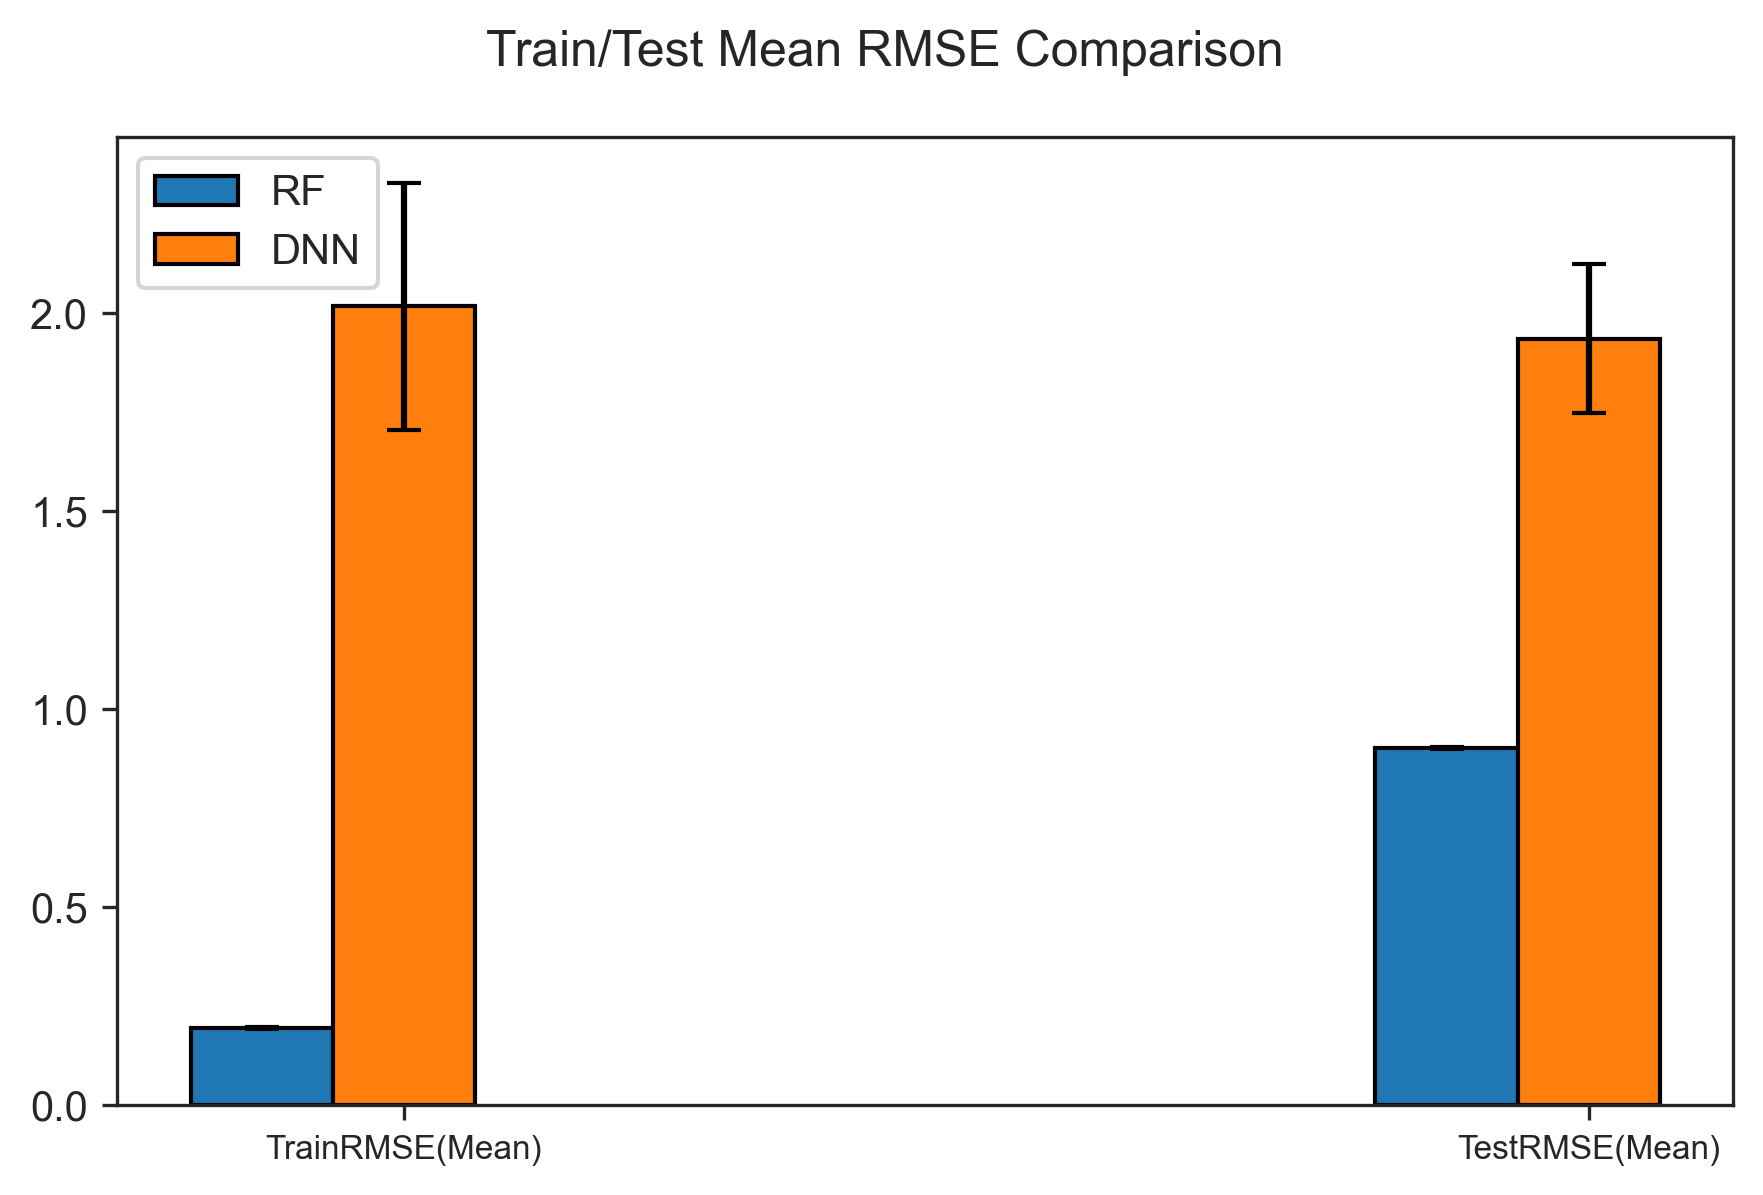 Train/Test Mean RMSE Comparison
RF
DNN
2.0
1.5
1.0
0.5
0.0
TrainRMSE(Mean)
TestRMSE(Mean)